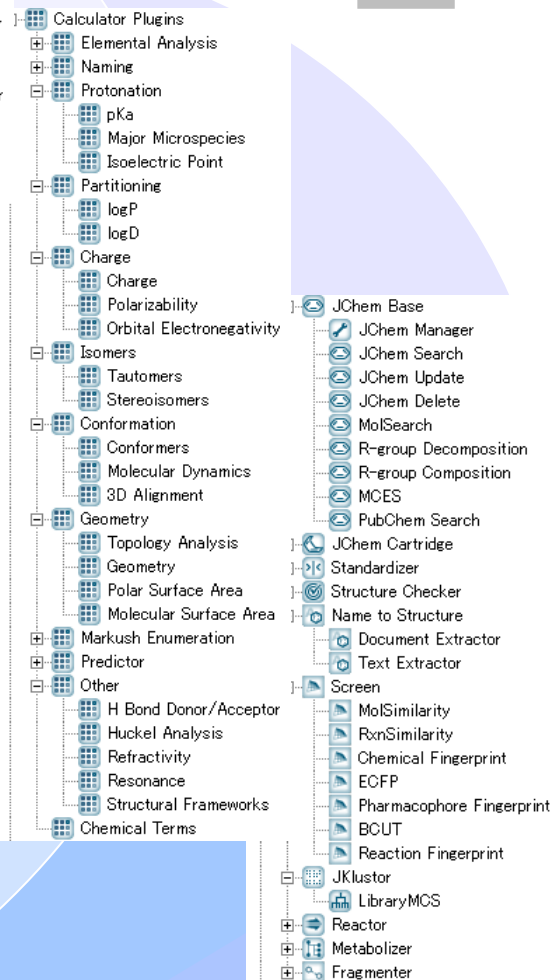 Calculator Plugins
Elemental Analysis
Naming
Protonation
pKa
Major Microspecies
Isoelectric Point
Partitioning
logP
logD
Charge
Charge
Polarizability
Orbital Electronegativity
Isomers
Tautomers
Stereoisomers
Conformation
Conformers
Molecular Dynamics
3D Alignment
Geometry
Topology Analysis
Geometry
Polar Surface Area
Molecular Surface Area
Markush Enumeration
Predictor
Other
H Bond Donor/Acceptor
Huckel Analysis
Refractivity
Resonance
Structural Frameworks
Chemical Terms
JChem Base
JChem Manager
JChem Search
JChem Update
JChem Delete
MolSearch
R-group Decomposition
R-group Composition
MCES
PubChem Search
JChem Cartridge
Standardizer
Structure Checker
Name to Structure
Document Extractor
Text Extractor
Screen
MolSimilarity
RxnSimilarity
Chemical Fingerprint
ECFP
Pharmacophore Fingerprint
BCUT
Reaction Fingerprint
JKlustor
LibraryMCS
Reactor
Metabolizer
Fragmenter